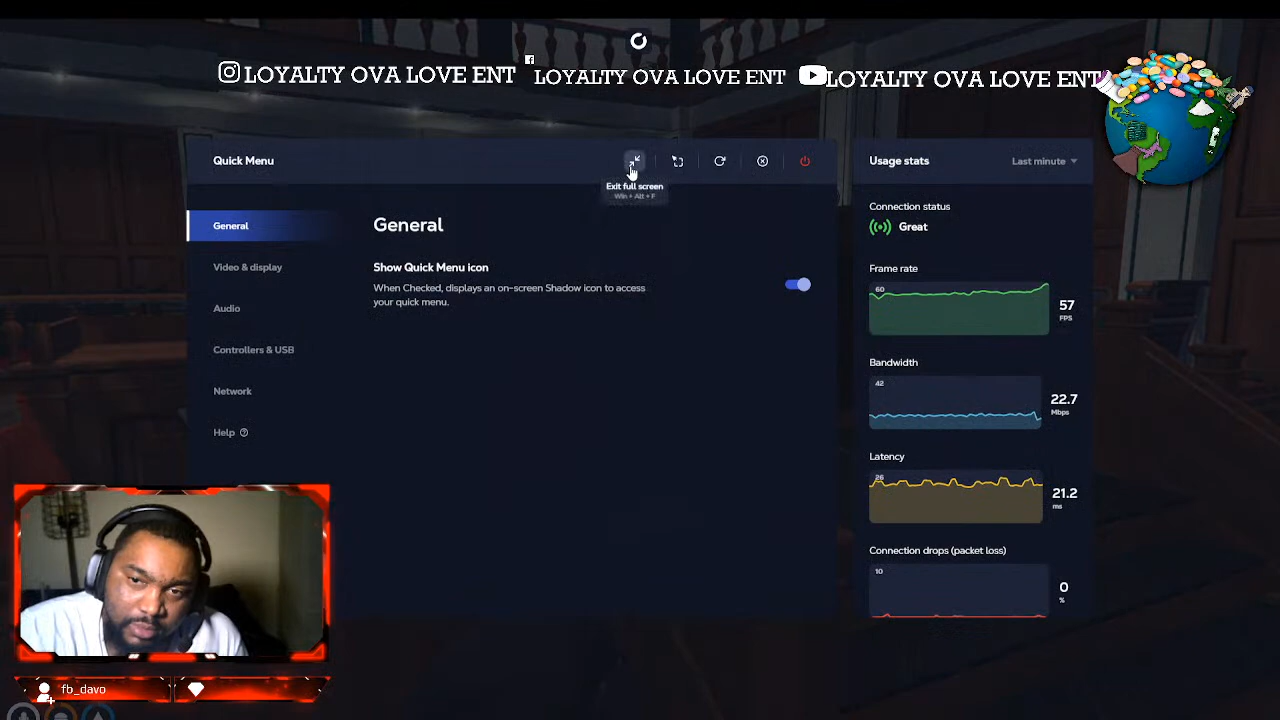 LOYALTY OVA LOVE ENT
LOYALTY OVA LOVE ENT
LOYALTY OVA LOVE ENT
Quick Menu
Exit full screen
Win + Alt + F
Usage stats
Last minute
General
Video & display
Audio
Controllers & USB
Network
Help
General
Show Quick Menu icon
When Checked, displays an on-screen Shadow icon to access
your quick menu.
Connection status
Great
Frame rate
60
57
FPS
Bandwidth
42
22.7
Mbps
Latency
26
21.2
ms
Connection drops (packet loss)
10
0
%
fb_davo